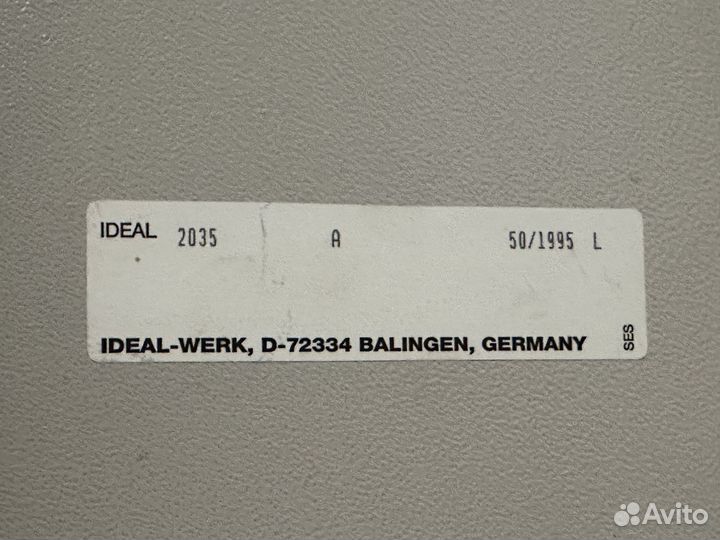 IDEAL 2035 A 50/1995 L
IDEAL-WERK, D-72334 BALINGEN, GERMANY
SES
Avito